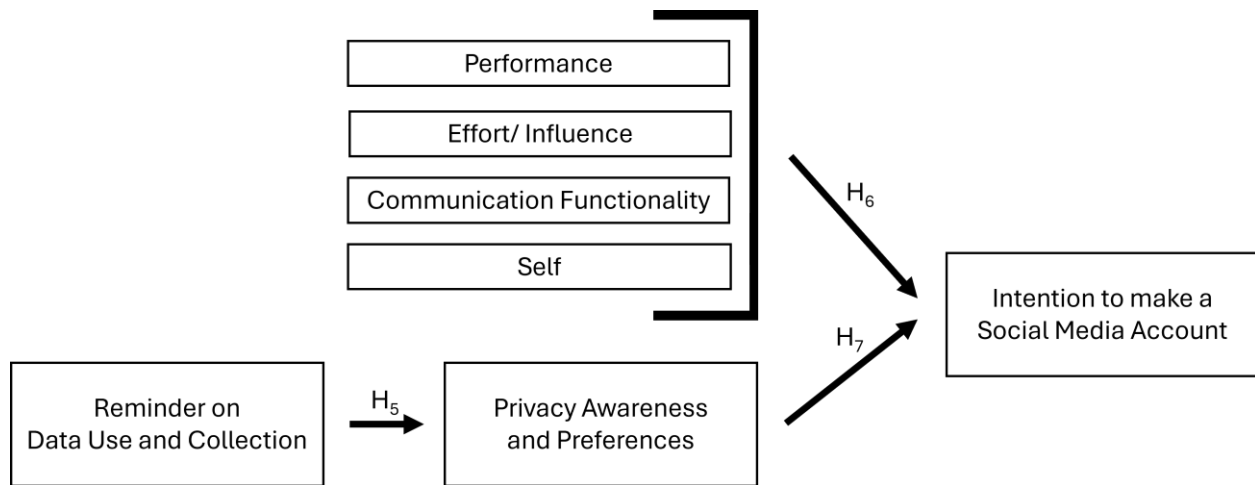 Performance
Effort/ Influence
Communication Functionality
Self
H₆
Intention to make a
Social Media Account
H₇
Reminder on
Data Use and Collection
H₅
Privacy Awareness
and Preferences